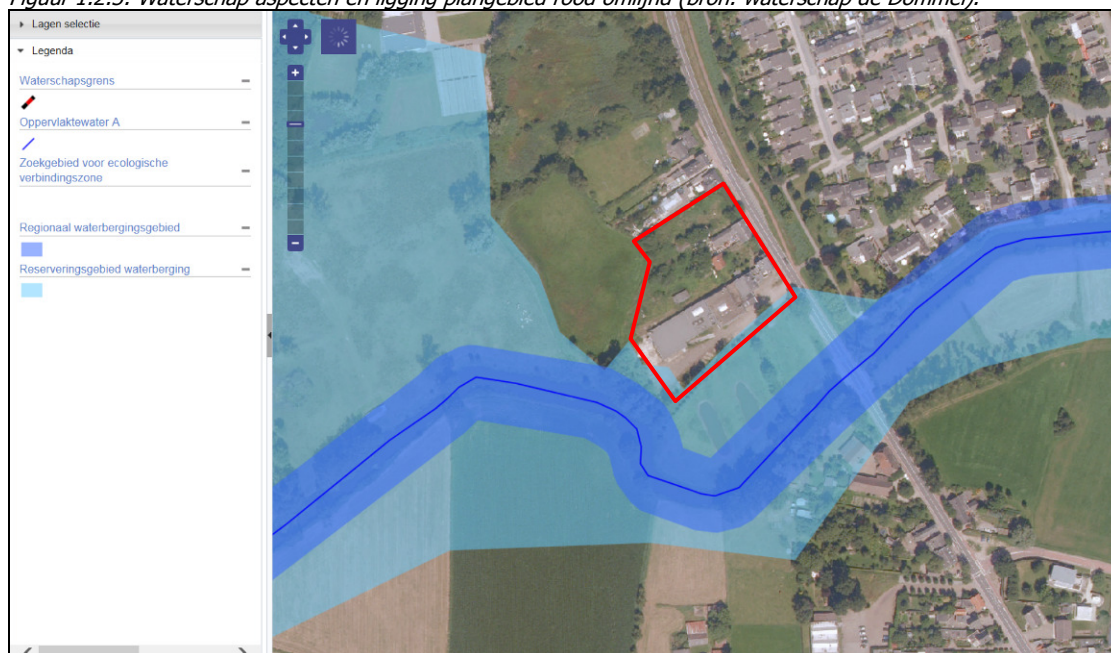 Figuur 1.2.5: Waterschap aspecten en ligging plangebied rood omlijnd (bron: Waterschap de Dommel).
Lagen selectie
Legenda
Waterschapsgrens
Oppervlaktewater A
Zoekgebied voor ecologische
verbindingszone
Regionaal waterbergingsgebied
Reserveringsgebied waterberging